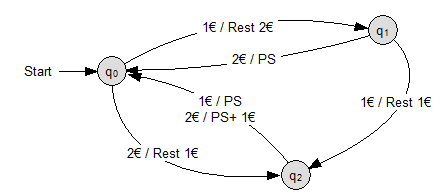 1€ / Rest 2€
q1
2€ / PS
Start
q0
1€ / PS
2€ / PS+ 1€
1€ / Rest 1€
2€ / Rest 1€
q2